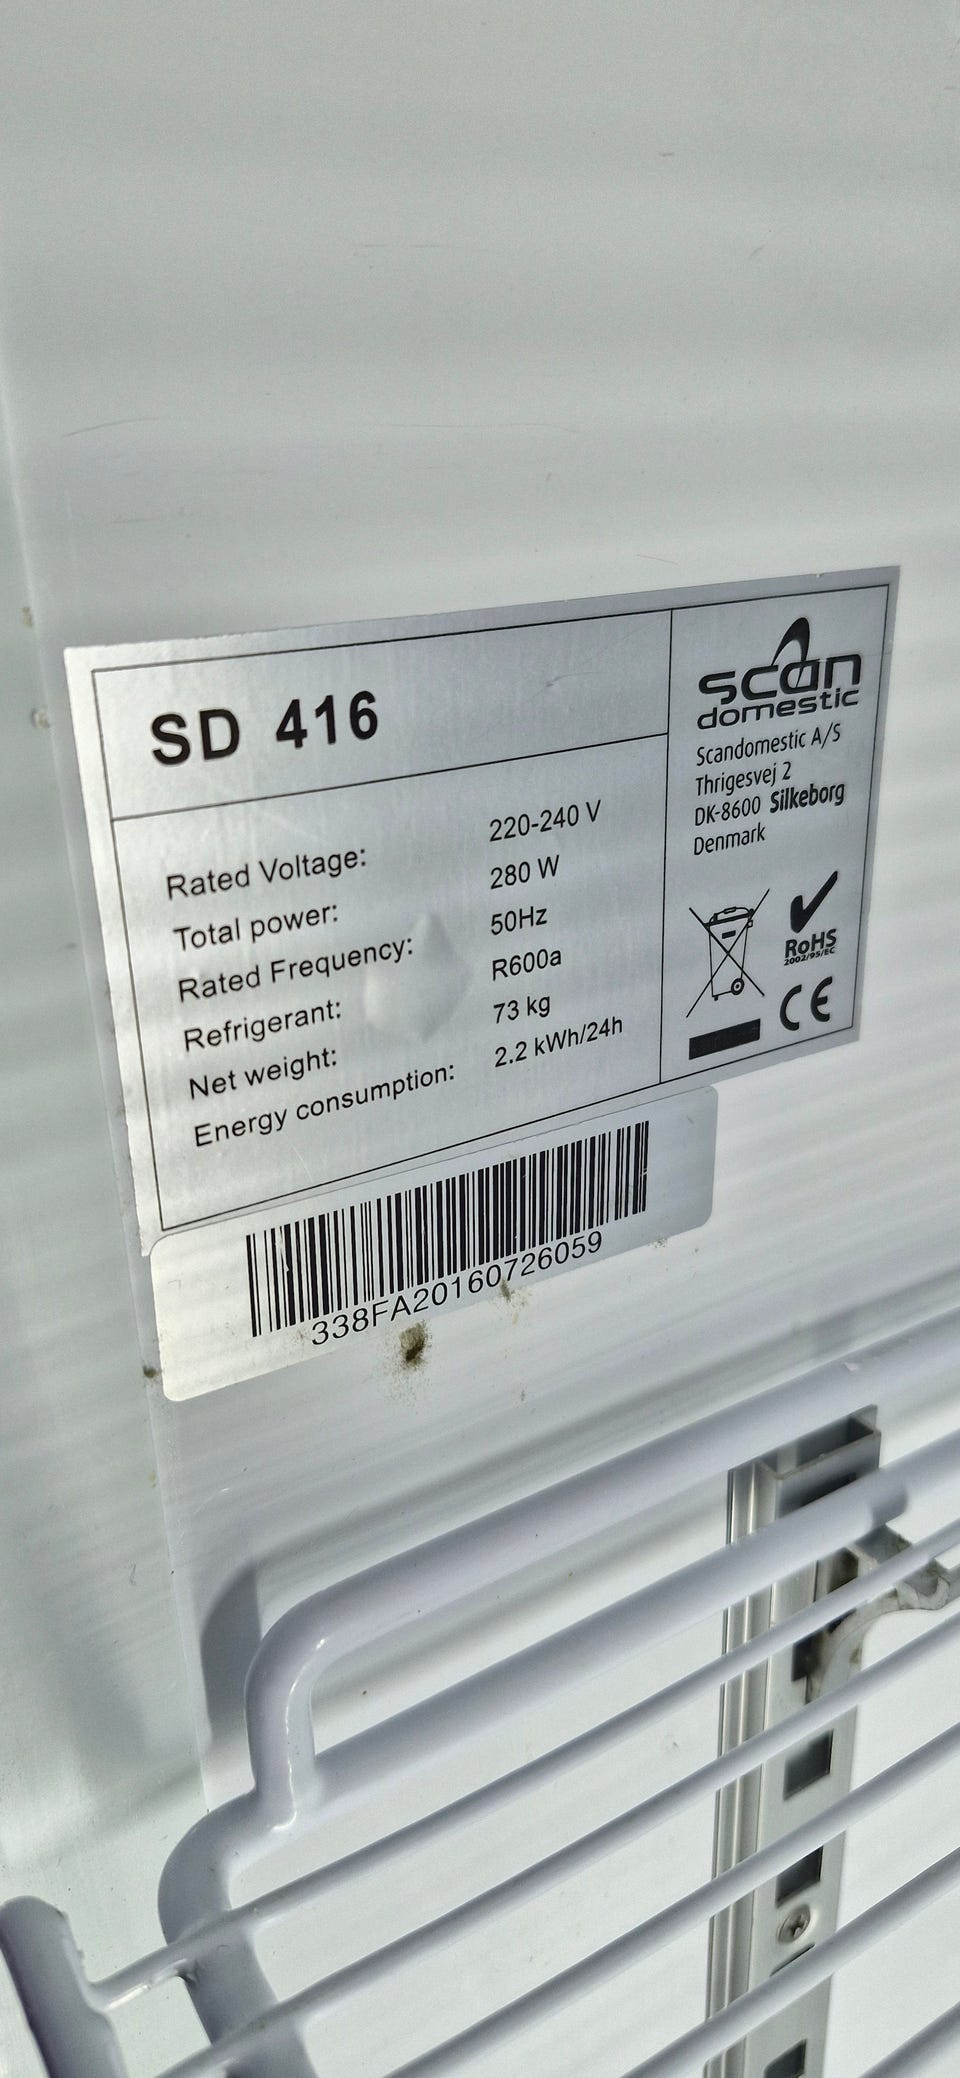 SD 416
Rated Voltage: 220-240 V
Total power: 280 W
Rated Frequency: 50Hz
Refrigerant: R600a
Net weight: 73 kg
Energy consumption: 2.2 kWh/24h
scan
domestic
Scandomestic A/S
Thrigesvej 2
DK-8600 Silkeborg
Denmark
RoHS
2002/95/EC
CE
338FA20160726059